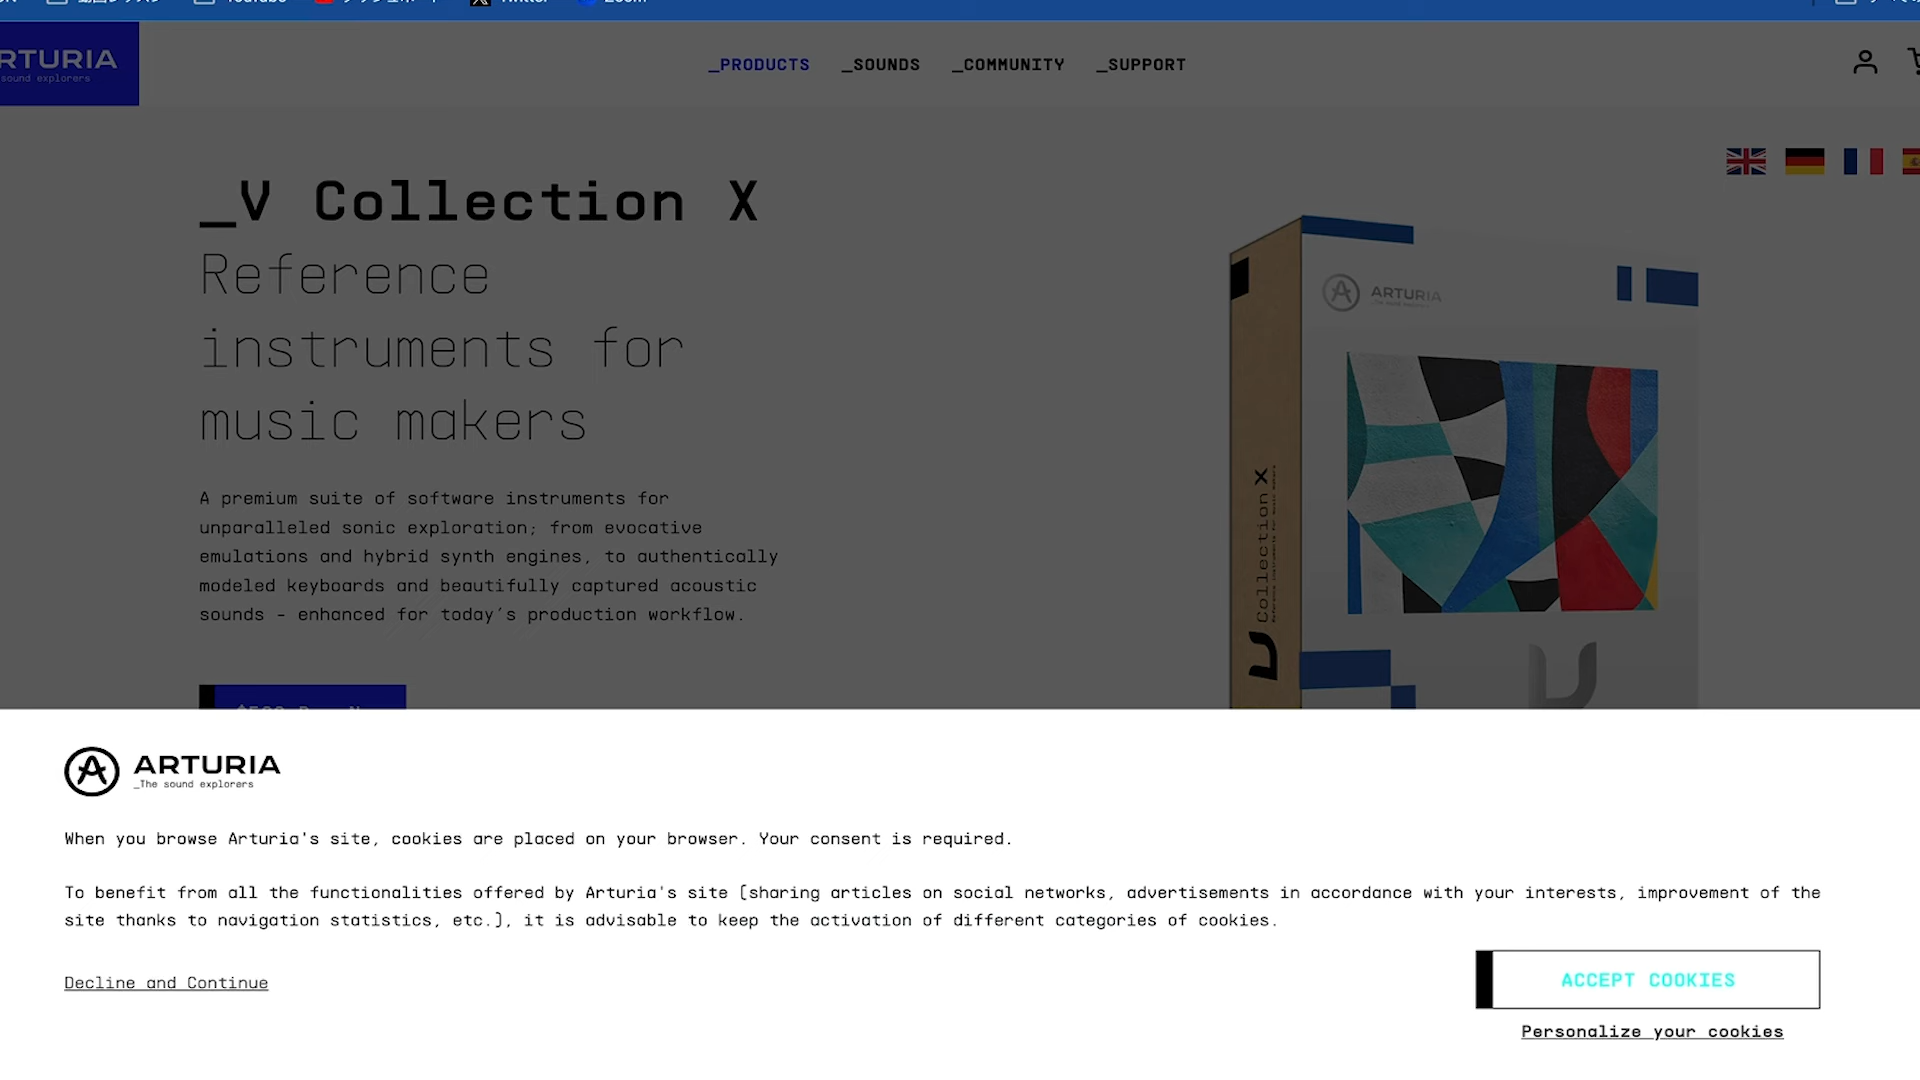 YouTube
Twitter
Zoom
RTURIA
sound explorers
_PRODUCTS
_SOUNDS
_COMMUNITY
_SUPPORT
_V Collection X
Reference
instruments for
music makers
A premium suite of software instruments for
unparalleled sonic exploration; from evocative
emulations and hybrid synth engines, to authentically
modeled keyboards and beautifully captured acoustic
sounds - enhanced for today's production workflow.
ARTURIA
V Collection X
ARTURIA
_The sound explorers
When you browse Arturia's site, cookies are placed on your browser. Your consent is required.
To benefit from all the functionalities offered by Arturia's site (sharing articles on social networks, advertisements in accordance with your interests, improvement of the
site thanks to navigation statistics, etc.), it is advisable to keep the activation of different categories of cookies.
Decline and Continue
ACCEPT COOKIES
Personalize your cookies